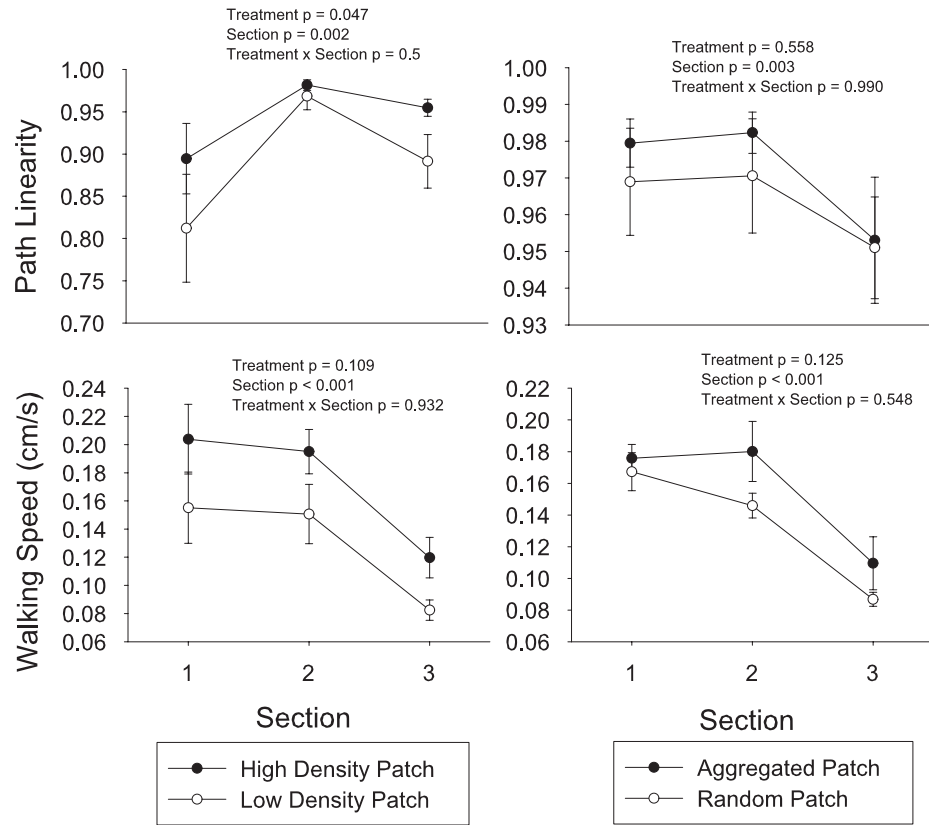 Treatment p = 0.047
Section p = 0.002
Treatment x Section p = 0.5
1.00
0.95
0.90
0.85
0.80
0.75
0.70
Path Linearity
Treatment p = 0.558
Section p = 0.003
Treatment x Section p = 0.990
1.00
0.99
0.98
0.97
0.96
0.95
0.94
0.93
Treatment p = 0.109
Section p < 0.001
Treatment x Section p = 0.932
0.24
0.22
0.20
0.18
0.16
0.14
0.12
0.10
0.08
0.06
Walking Speed (cm/s)
1 2 3
Section
Treatment p = 0.125
Section p < 0.001
Treatment x Section p = 0.548
0.22
0.20
0.18
0.16
0.14
0.12
0.10
0.08
0.06
1 2 3
Section
High Density Patch
Low Density Patch
Aggregated Patch
Random Patch